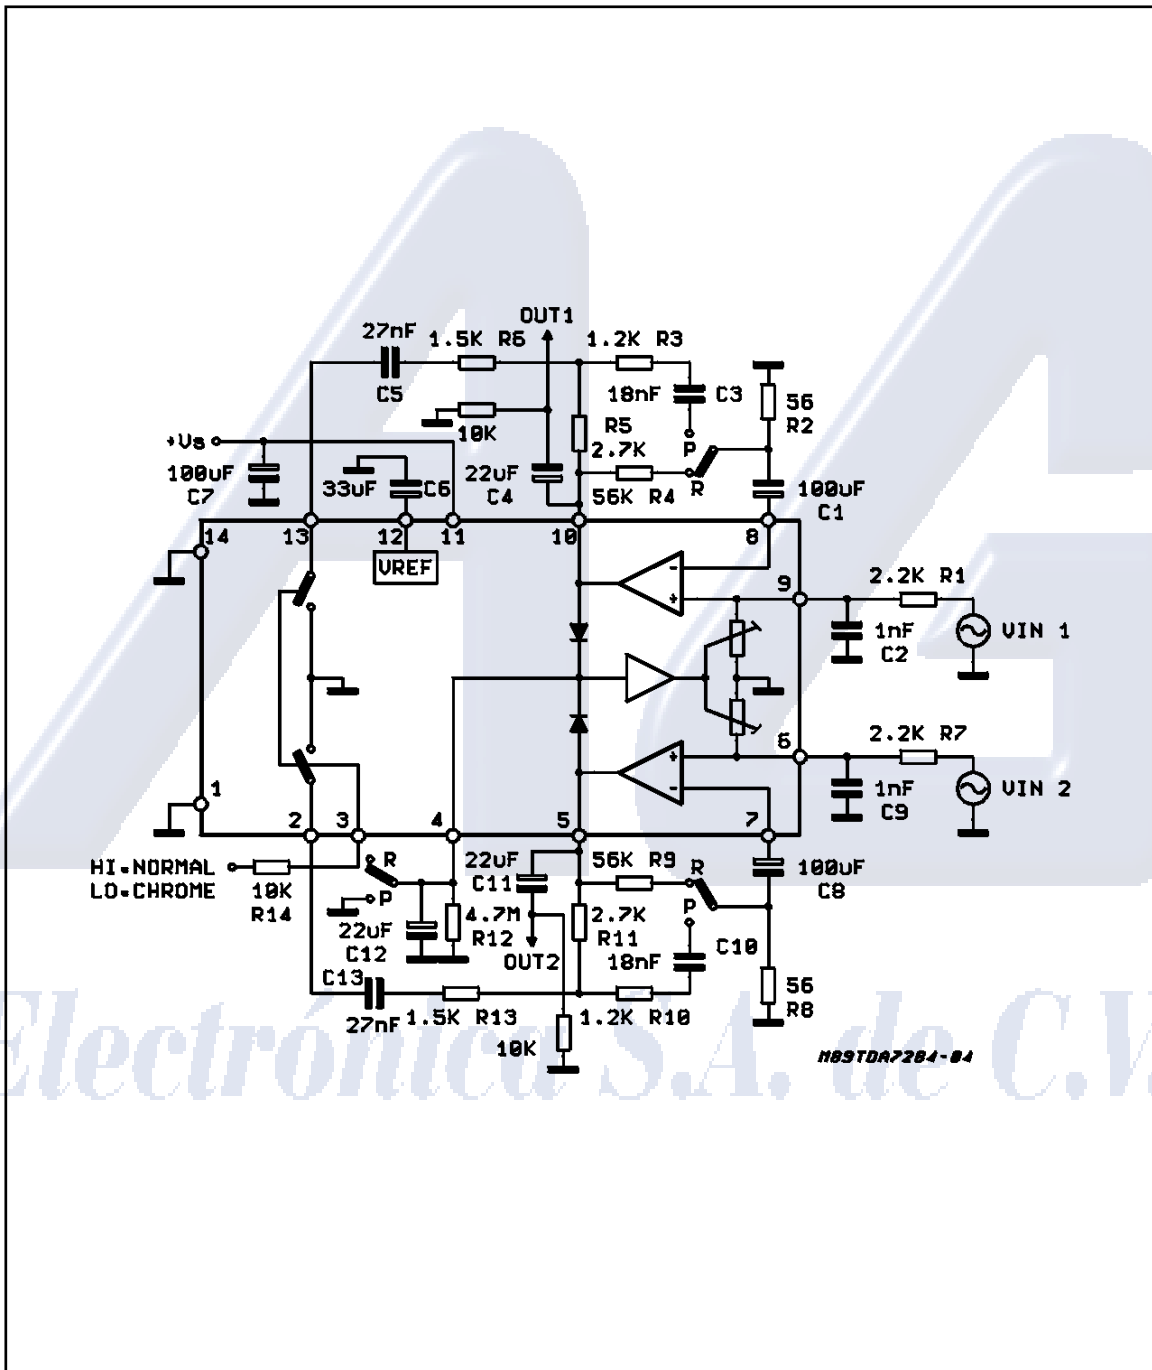 OUT1
27nF
1.5K R6
1.2K R3
C5
18nF
C3
56
R2
10K
R5
2.7K
+Vs
P
100uF
C7
33uF
C6
22uF
C4
56K R4
R
100uF
C1
14
13
12
11
10
8
VREF
9
2.2K R1
1nF
C2
VIN 1
6
2.2K R7
1nF
C9
VIN 2
1
2
3
4
5
7
HI=NORMAL
LO=CHROME
10K
R14
R
P
22uF
C12
4.7M
R12
22uF
C11
OUT2
56K R9
R
P
2.7K
R11
18nF
C10
100uF
C8
C13
27nF
1.5K R13
1.2K R10
10K
56
R8
M89TDA7284-04
Electrónica S.A. de C.V.